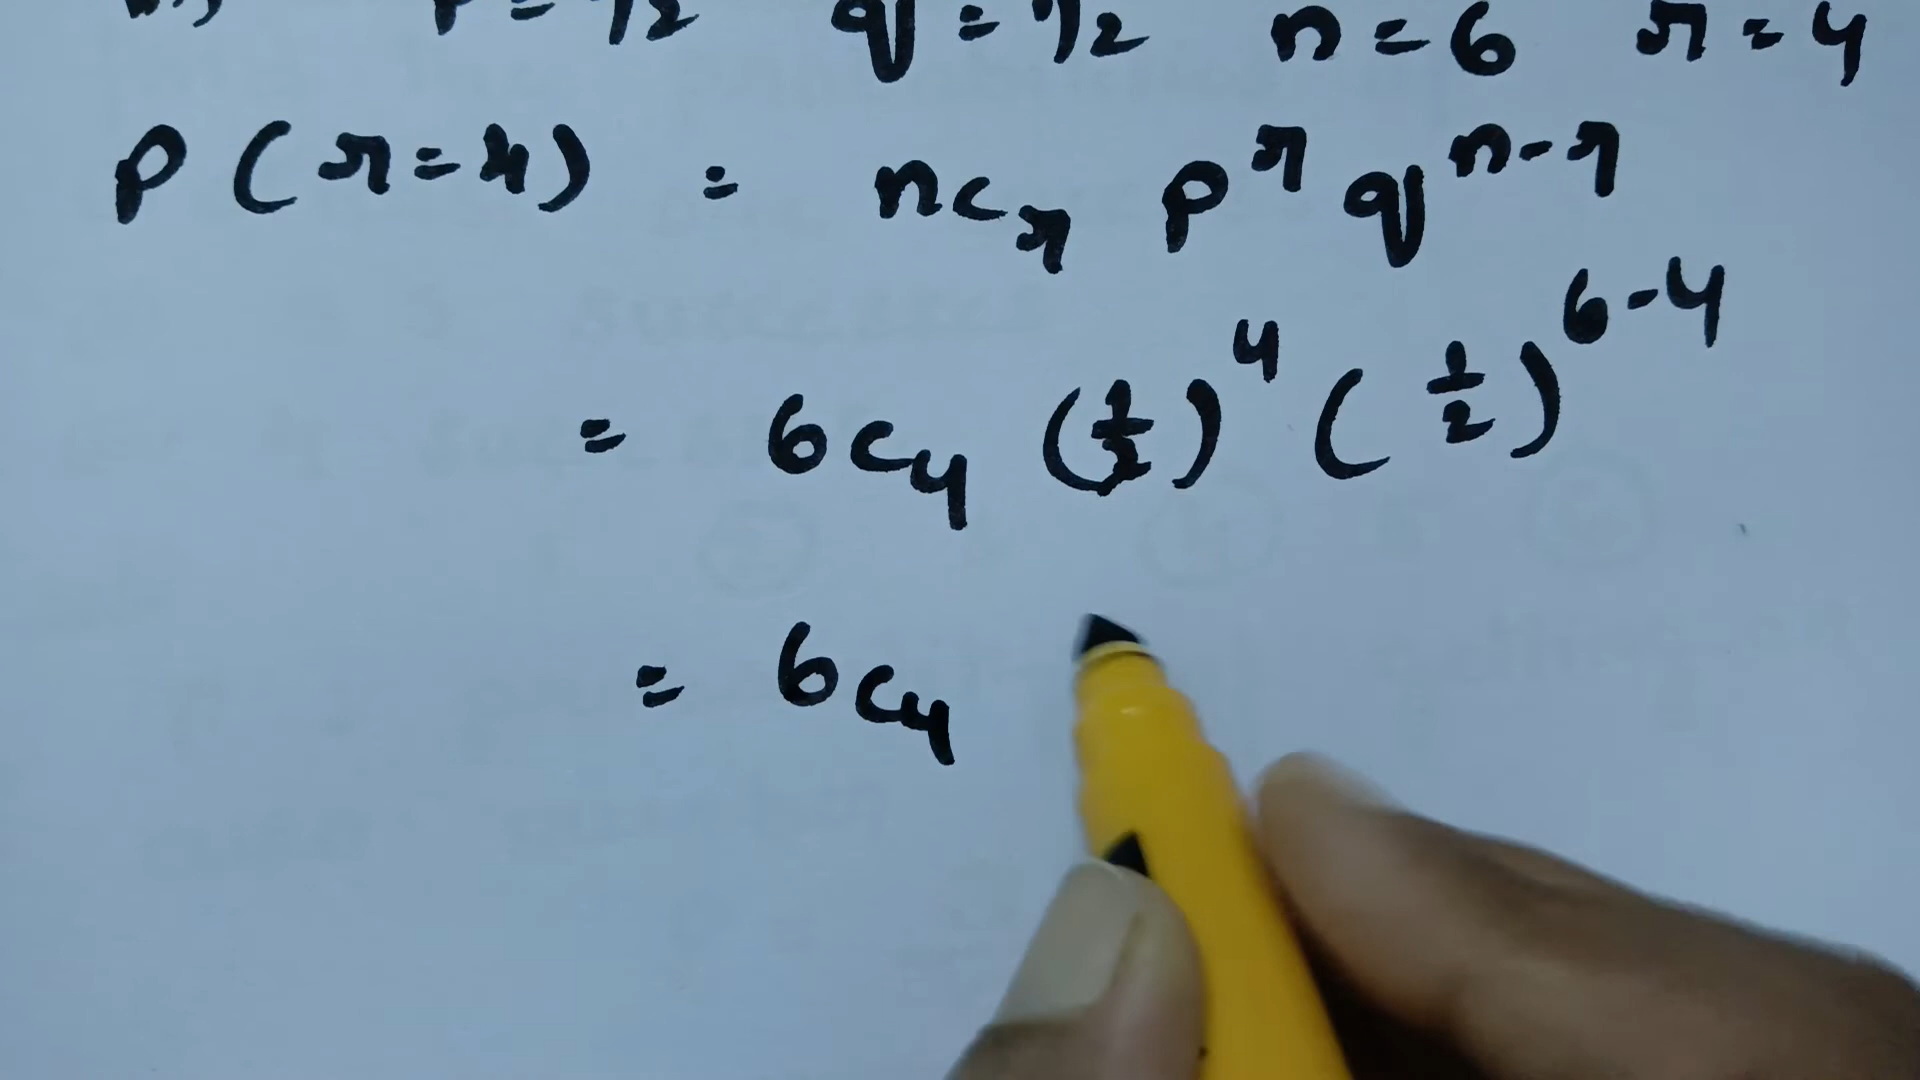 p = 1/2 q = 1/2 n = 6 r = 4
P(r=4) = nCr p^r q^n-r
= 6C4 (1/2)^4 (1/2)^6-4
= 6C4